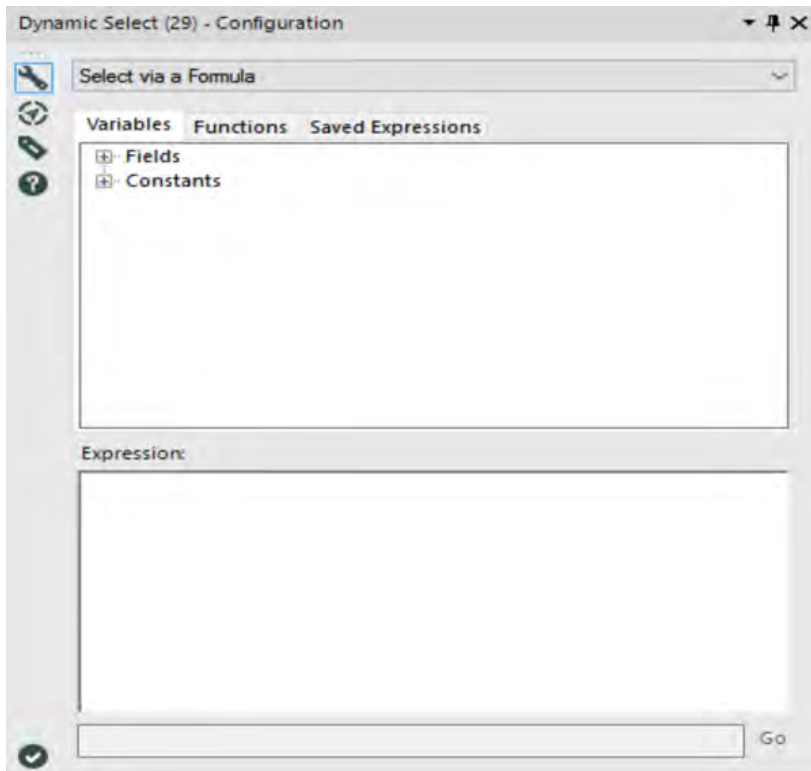 Dynamic Select (29) - Configuration
Select via a Formula
Variables Functions Saved Expressions
Fields
Constants
Expression:
Go